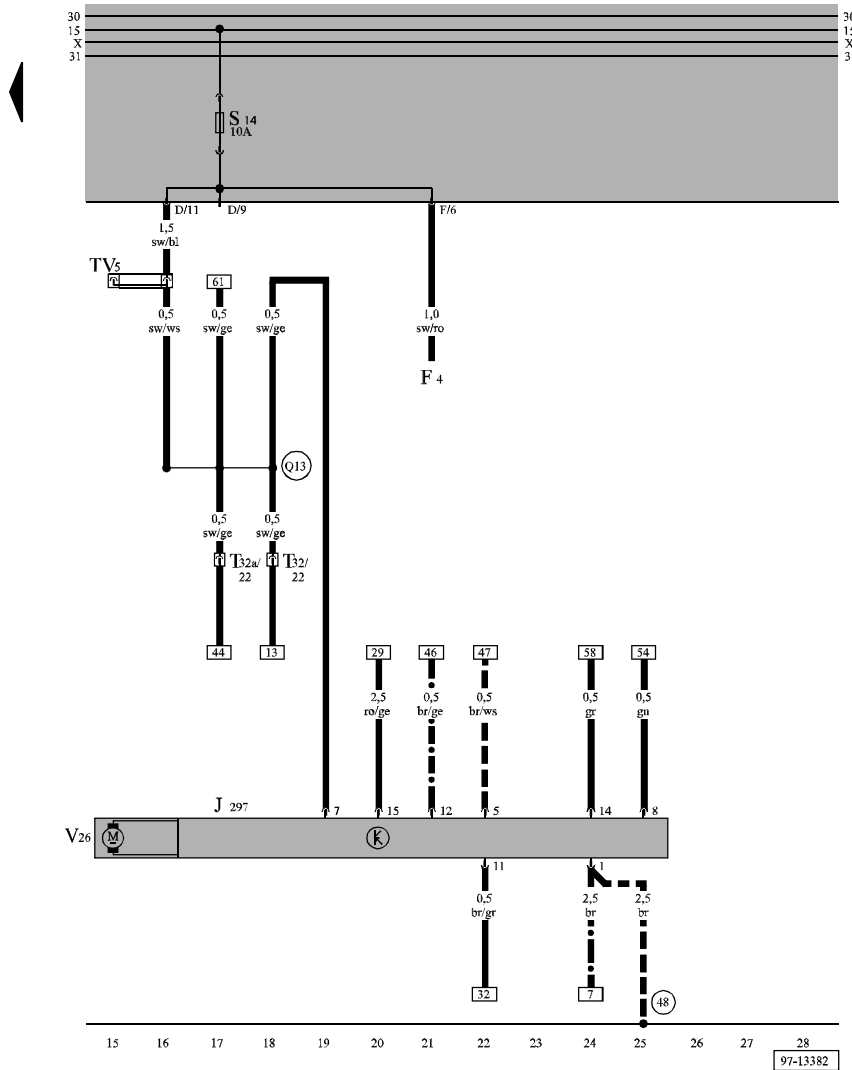 30 30
15 15
X X
31 31
S 14
10A
D/11 D/9 F/6
1,5
sw/bl
TV5
61
0,5 0,5 0,5 1,0
sw/ws sw/ge sw/ge sw/ro
F 4
Q13
0,5 0,5
sw/ge sw/ge
T32a/ T32/
22 22
44 13 29 46 47 58 54
2,5 0,5 0,5 0,5 0,5
ro/ge br/ge br/ws gr gn
J 297 7 15 12 5 14 8
V26 M K
11 1
0,5 2,5 2,5
br/gr br br
32 7 48
15 16 17 18 19 20 21 22 23 24 25 26 27 28
97-13382